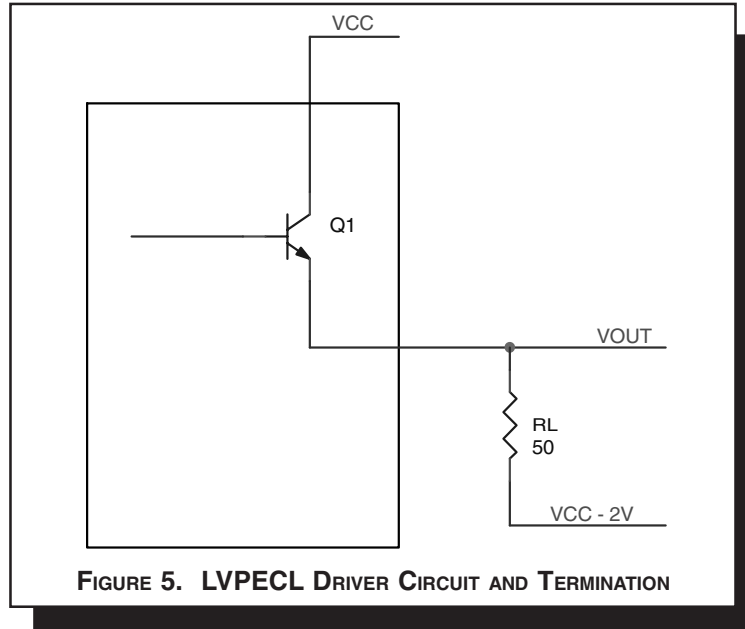 VCC
Q1
VOUT
RL
50
VCC - 2V
FIGURE 5. LVPECL DRIVER CIRCUIT AND TERMINATION